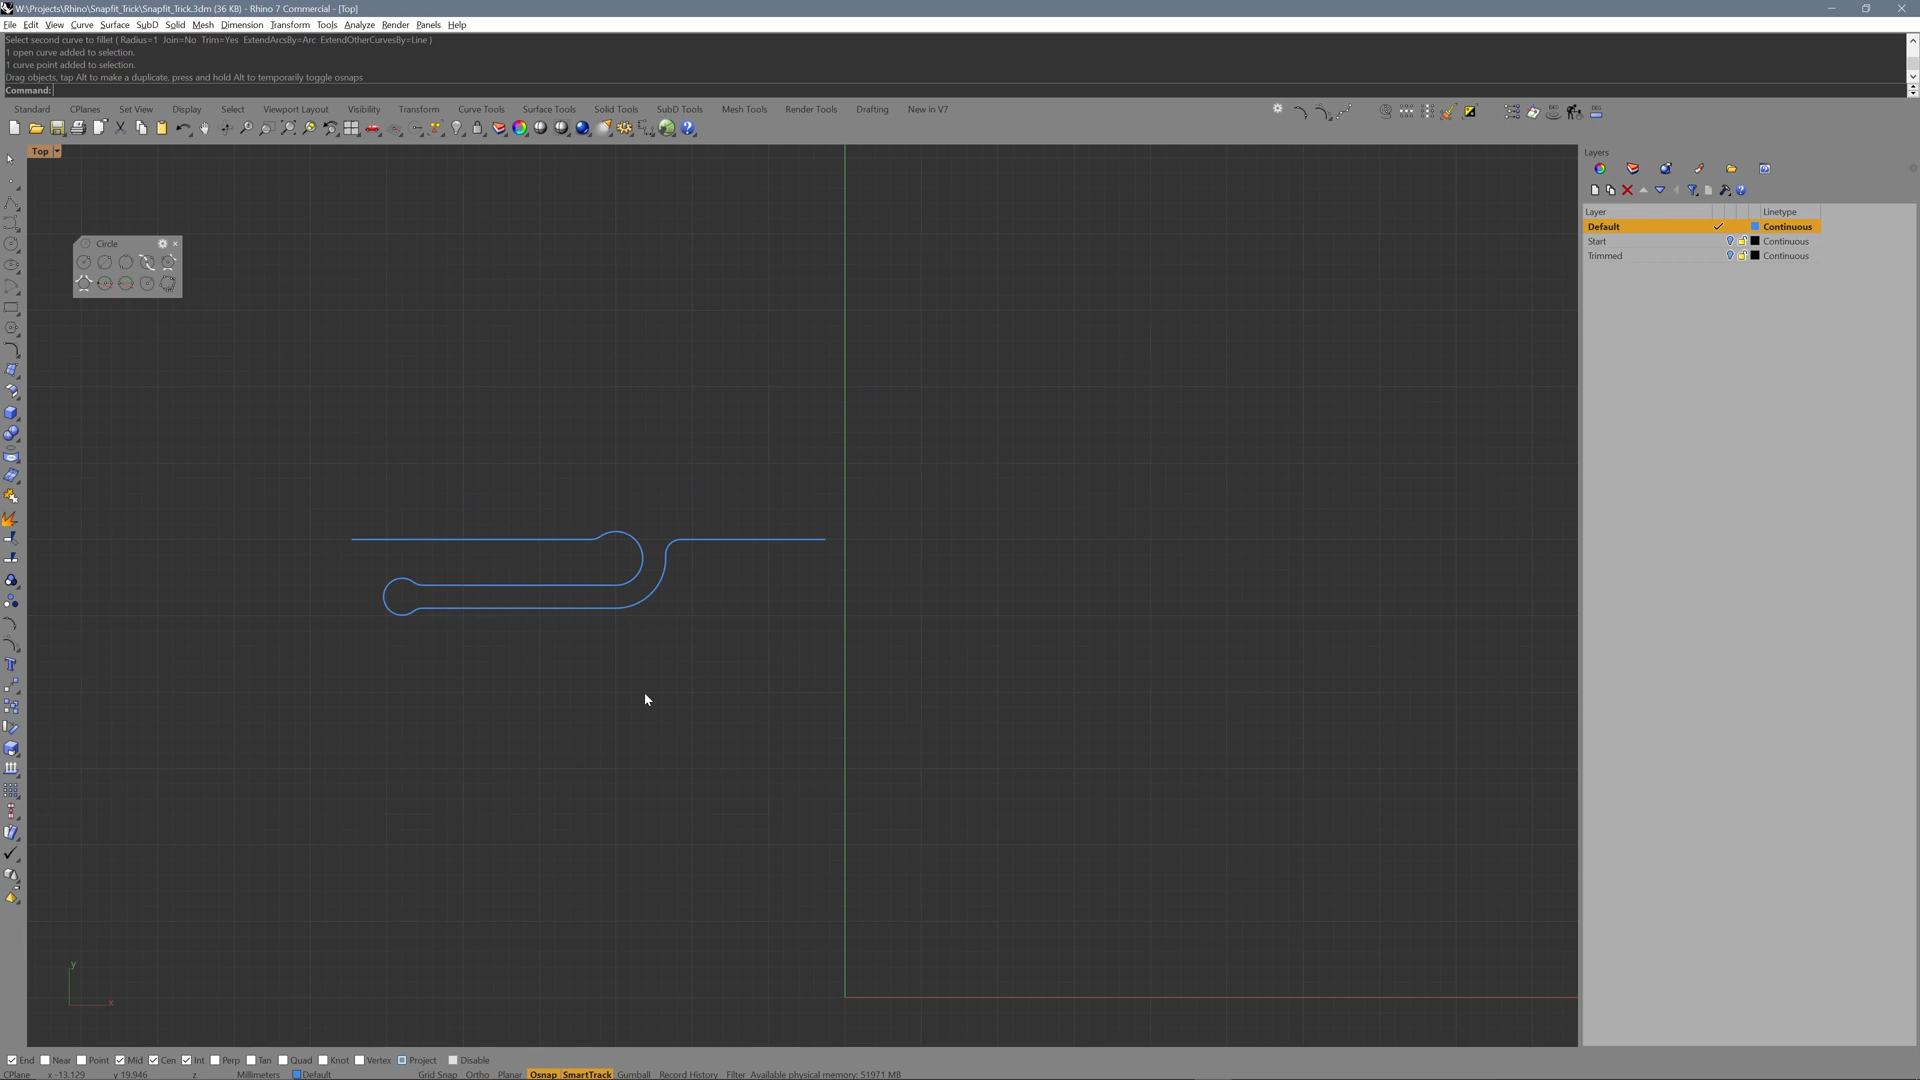 W:\Projects\Rhino\Snapfit_Trick\Snapfit_Trick.3dm (36 KB) - Rhino 7 Commercial - [Top]
File Edit View Curve Surface SubD Solid Mesh Dimension Transform Tools Analyze Render Panels Help
Select second curve to fillet ( Radius=1 Join=No Trim=Yes ExtendArcsBy=Arc ExtendOtherCurvesBy=Line )
1 open curve added to selection.
1 curve point added to selection.
Drag objects, tap Alt to make a duplicate, press and hold Alt to temporarily toggle osnaps
Command:
Standard CPlanes Set View Display Select Viewport Layout Visibility Transform Curve Tools Surface Tools Solid Tools SubD Tools Mesh Tools Render Tools Drafting New in V7
Top
Circle
Layers
Layer Linetype
Default Continuous
Start Continuous
Trimmed Continuous
y
x
End Near Point Mid Cen Int Perp Tan Quad Knot Vertex Project Disable
CPlane x -13.129 y 19.946 z Millimeters Default Grid Snap Ortho Planar Osnap SmartTrack Gumball Record History Filter Available physical memory: 51971 MB